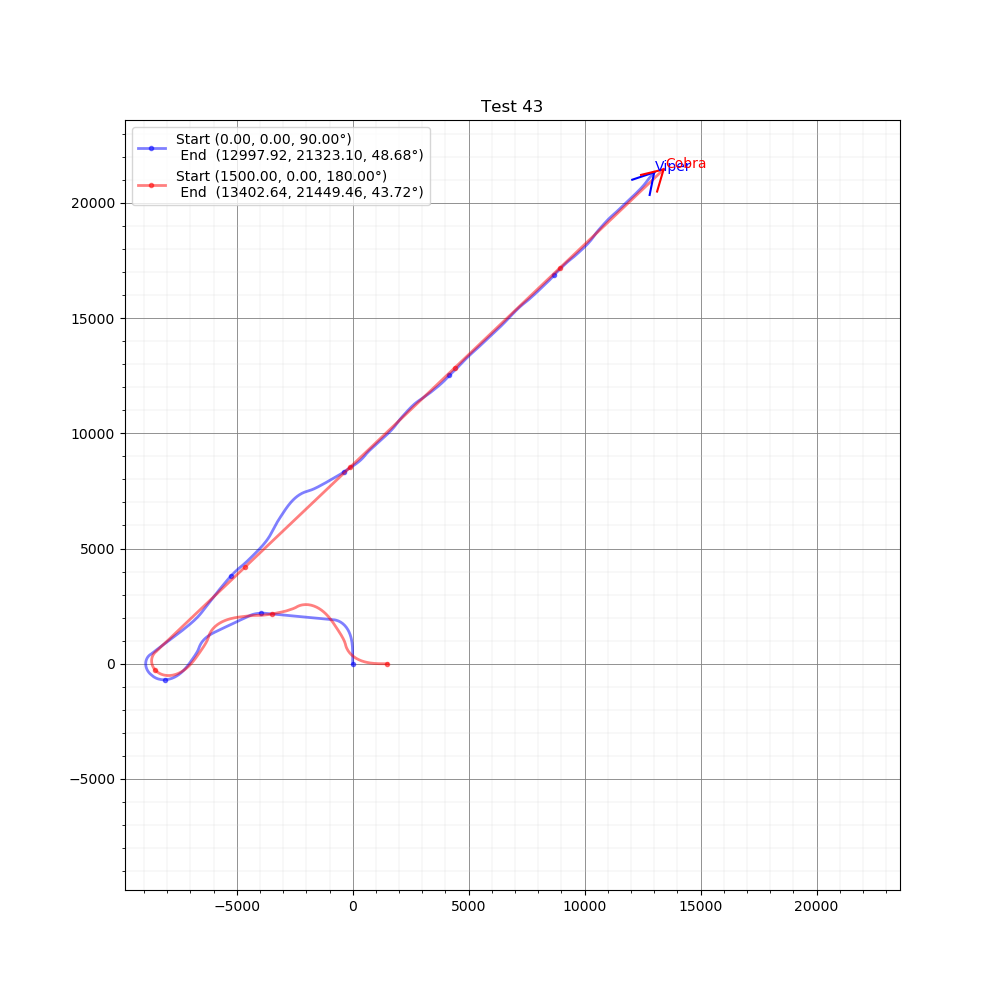 Test 43
Start (0.00, 0.00, 90.00°)
End  (12997.92, 21323.10, 48.68°)
Start (1500.00, 0.00, 180.00°)
End  (13402.64, 21449.46, 43.72°)
Cobra
Viper
20000
15000
10000
5000
0
−5000
−5000
0
5000
10000
15000
20000